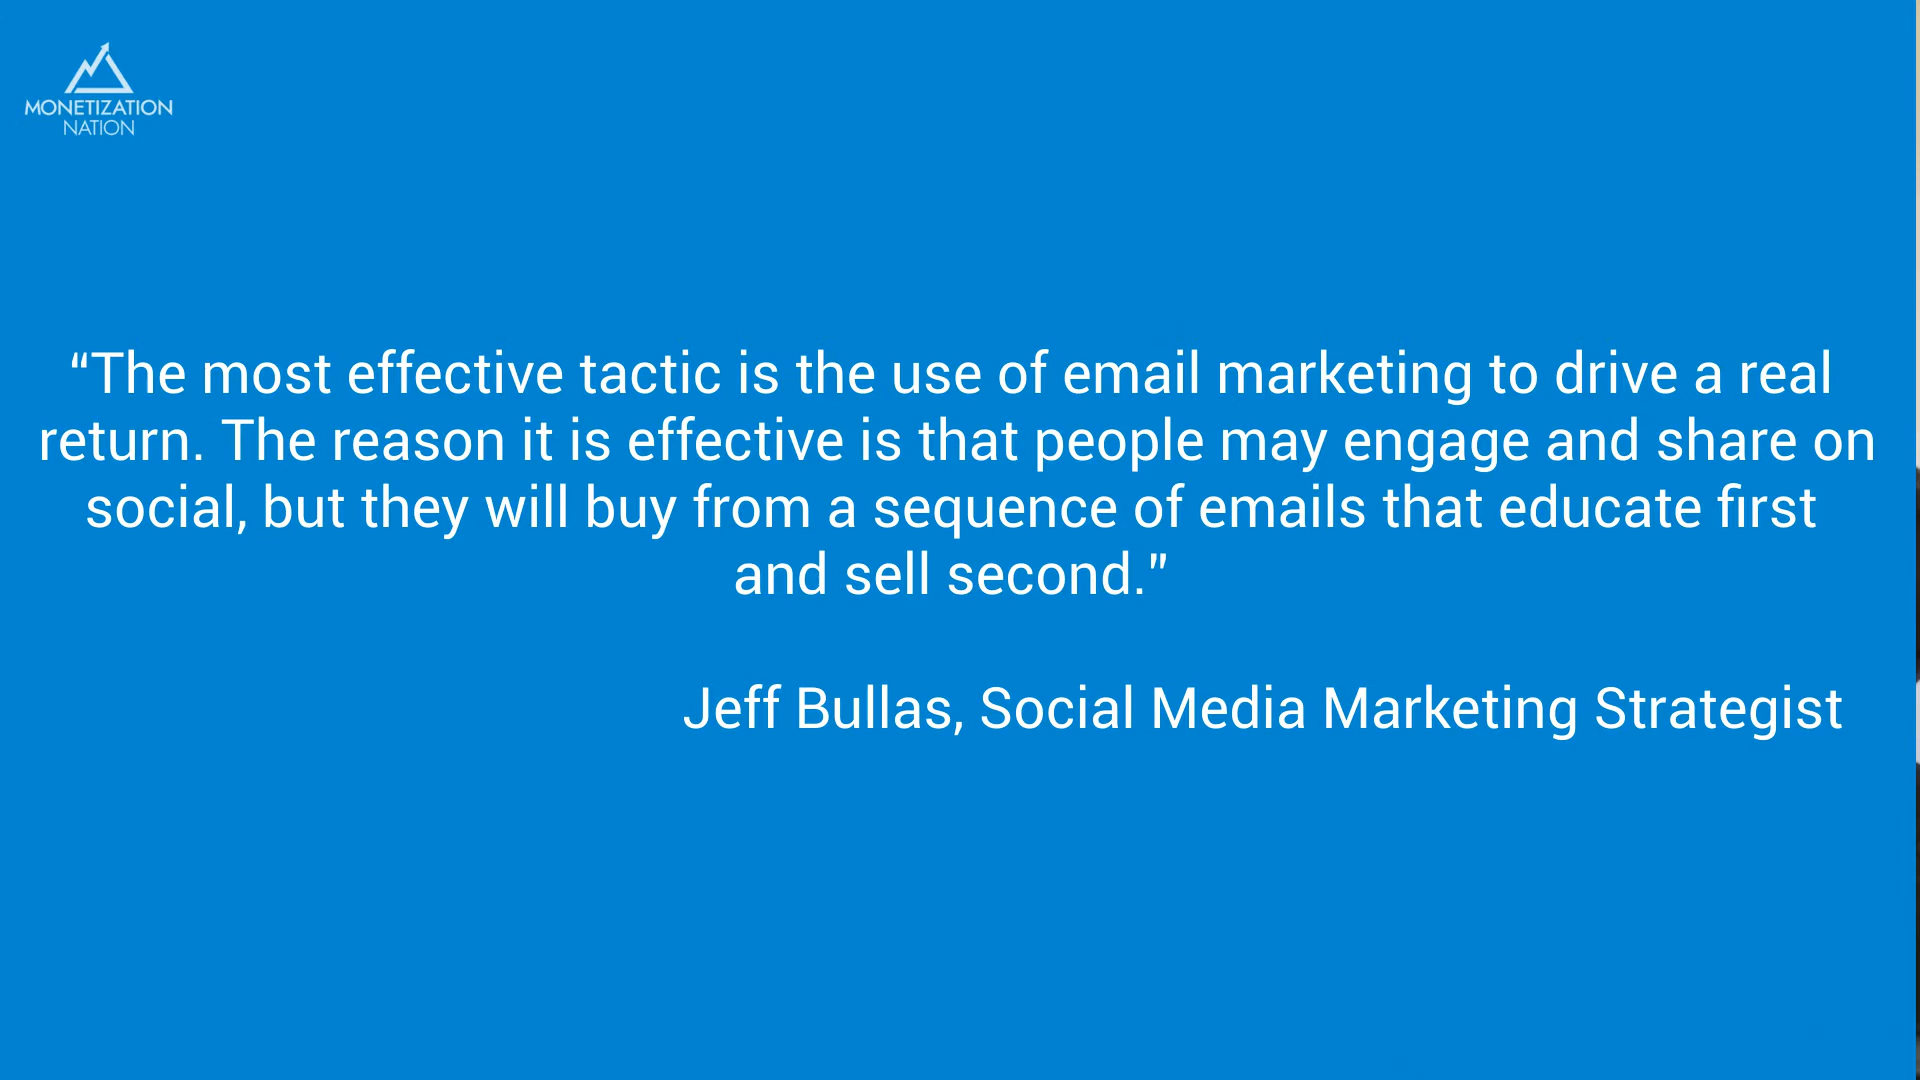 MONETIZATION
NATION
“The most effective tactic is the use of email marketing to drive a real
return. The reason it is effective is that people may engage and share on
social, but they will buy from a sequence of emails that educate first
and sell second.”
Jeff Bullas, Social Media Marketing Strategist